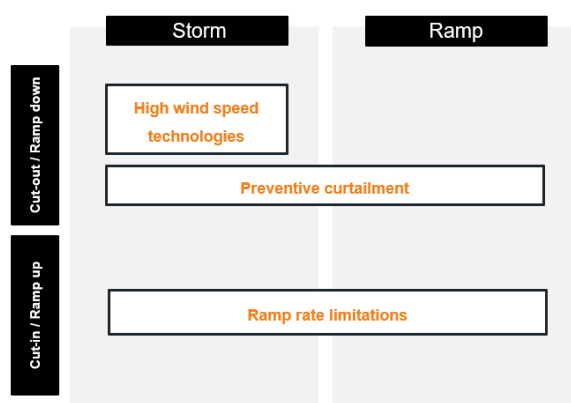 Storm
Ramp
Cut-out / Ramp down
High wind speed
technologies
Preventive curtailment
Cut-in / Ramp up
Ramp rate limitations